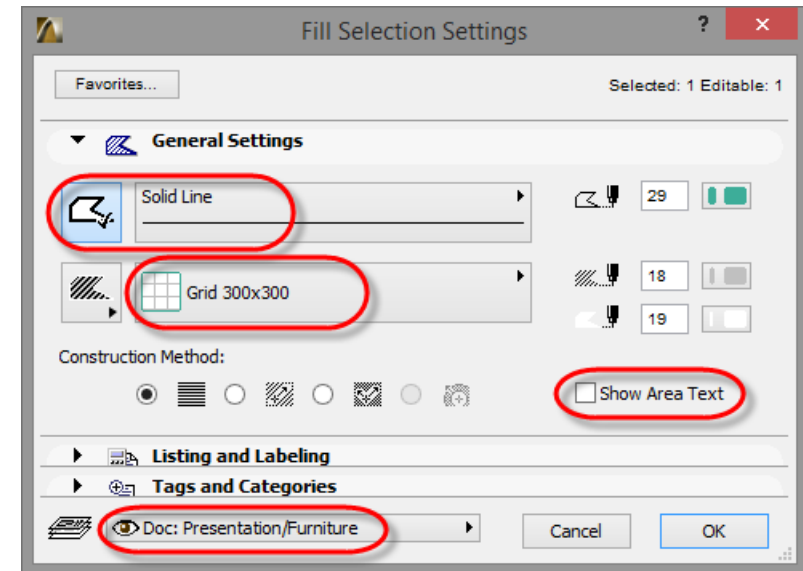 Fill Selection Settings ? ×
Favorites... Selected: 1 Editable: 1
General Settings
Solid Line 29
Grid 300x300 18
19
Construction Method:
Show Area Text
Listing and Labeling
Tags and Categories
Doc: Presentation/Furniture Cancel OK